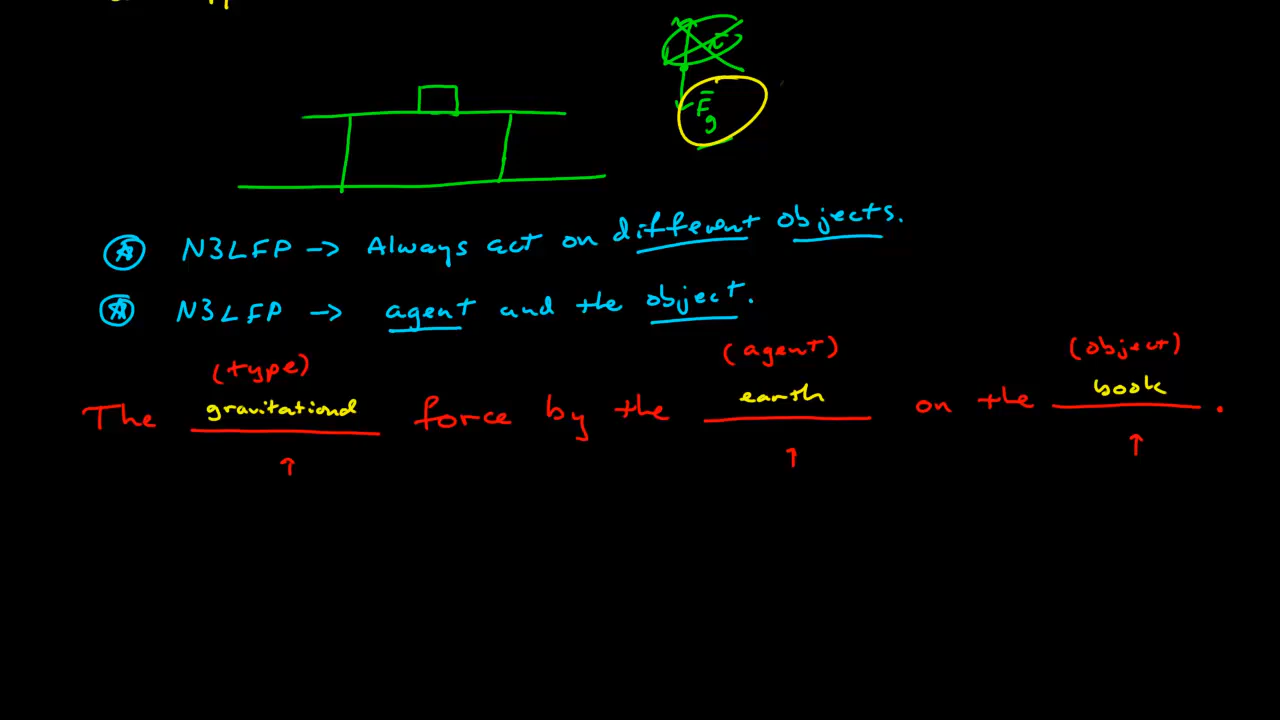 F̄g
N3LFP → Always act on different objects.
N3LFP → agent and the object.
(type) (agent) (object)
The gravitational force by the earth on the book.